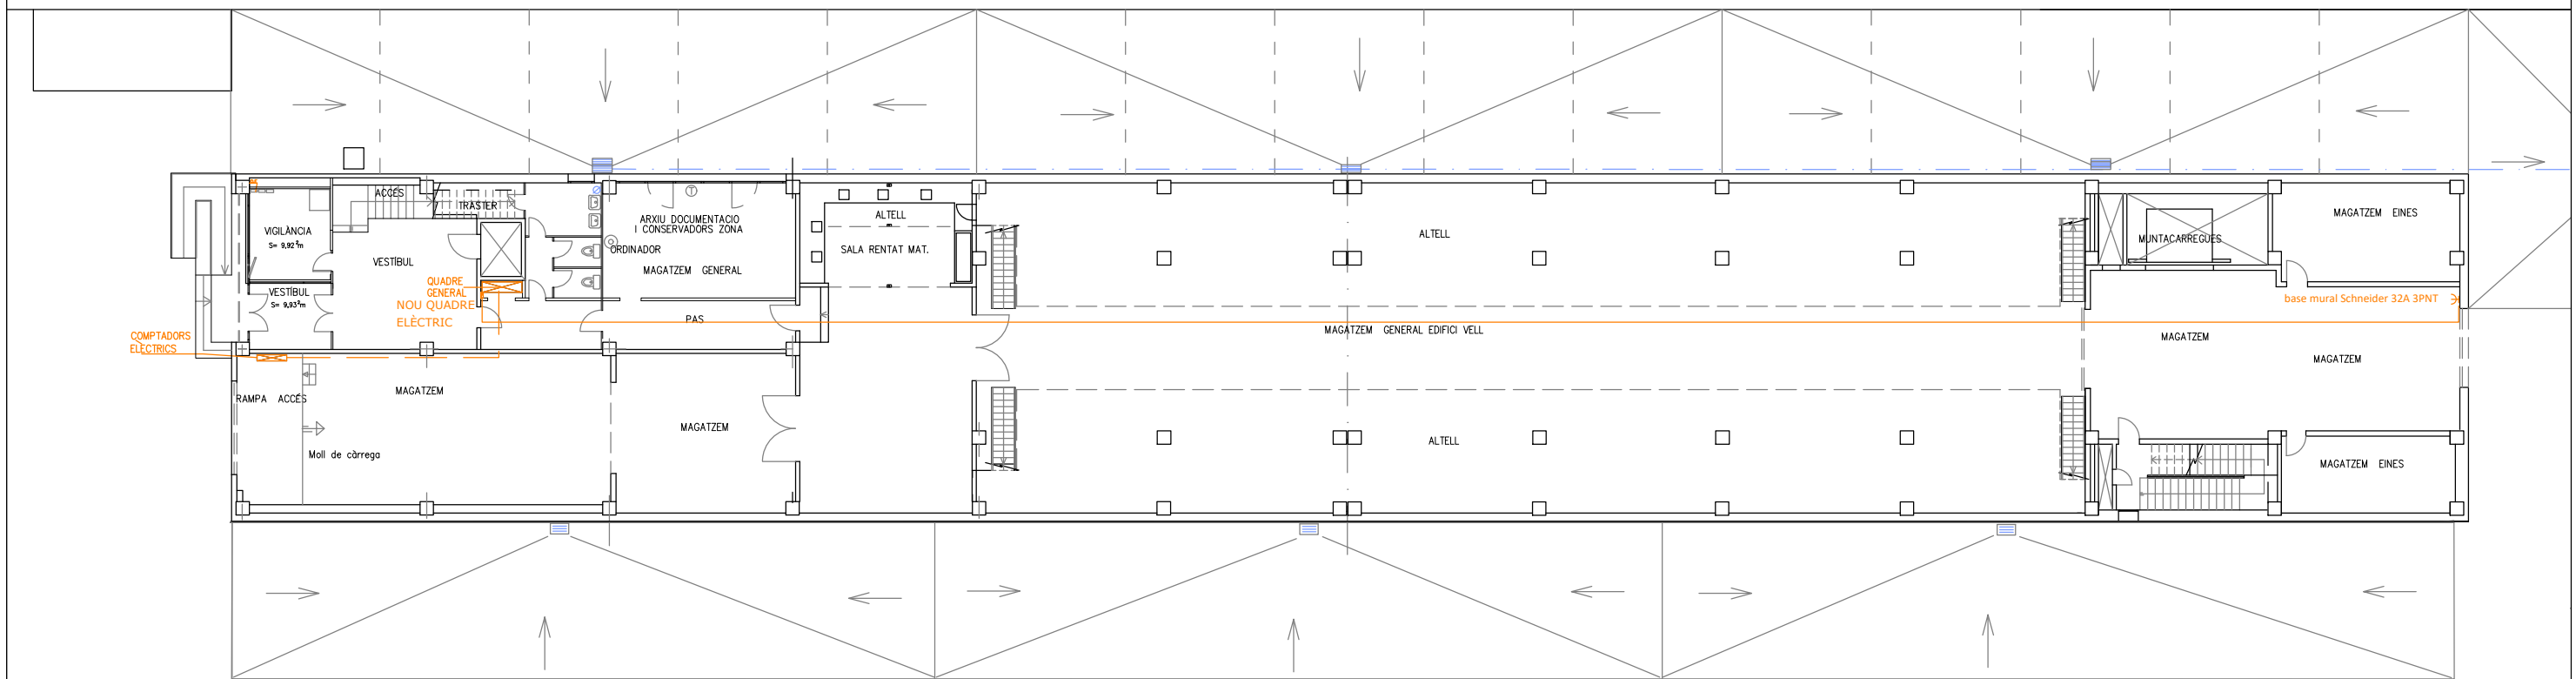 ACCÉS
TRASTER
VIGILÀNCIA
S= 9,92²m
VESTÍBUL
VESTÍBUL
S= 9,93²m
QUADRE
GENERAL
NOU QUADRE
ELÈCTRIC
COMPTADORS
ELÈCTRICS
ARXIU DOCUMENTACIO
I CONSERVADORS ZONA
ORDINADOR
MAGATZEM GENERAL
T
PAS
ALTELL
SALA RENTAT MAT.
ALTELL
MAGATZEM GENERAL EDIFICI VELL
ALTELL
MUNTACARREGUES
MAGATZEM EINES
base mural Schneider 32A 3PNT
MAGATZEM
MAGATZEM
MAGATZEM EINES
RAMPA ACCÉS
MAGATZEM
Moll de càrrega
MAGATZEM